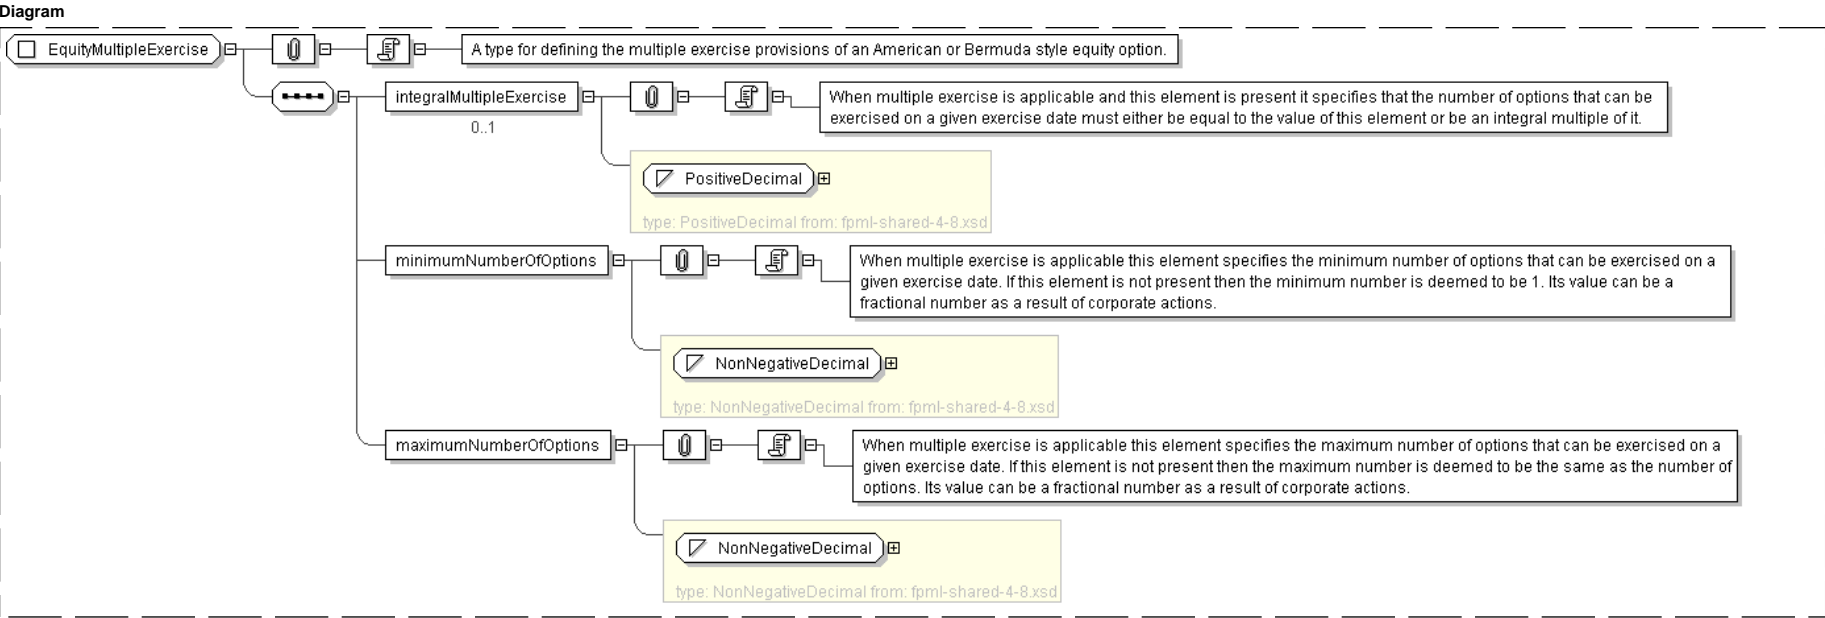 Diagram
EquityMultipleExercise
A type for defining the multiple exercise provisions of an American or Bermuda style equity option.
integralMultipleExercise
0..1
When multiple exercise is applicable and this element is present it specifies that the number of options that can be
exercised on a given exercise date must either be equal to the value of this element or be an integral multiple of it.
PositiveDecimal
type: PositiveDecimal from: fpml-shared-4-8.xsd
minimumNumberOfOptions
When multiple exercise is applicable this element specifies the minimum number of options that can be exercised on a
given exercise date. If this element is not present then the minimum number is deemed to be 1. Its value can be a
fractional number as a result of corporate actions.
NonNegativeDecimal
type: NonNegativeDecimal from: fpml-shared-4-8.xsd
maximumNumberOfOptions
When multiple exercise is applicable this element specifies the maximum number of options that can be exercised on a
given exercise date. If this element is not present then the maximum number is deemed to be the same as the number of
options. Its value can be a fractional number as a result of corporate actions.
NonNegativeDecimal
type: NonNegativeDecimal from: fpml-shared-4-8.xsd